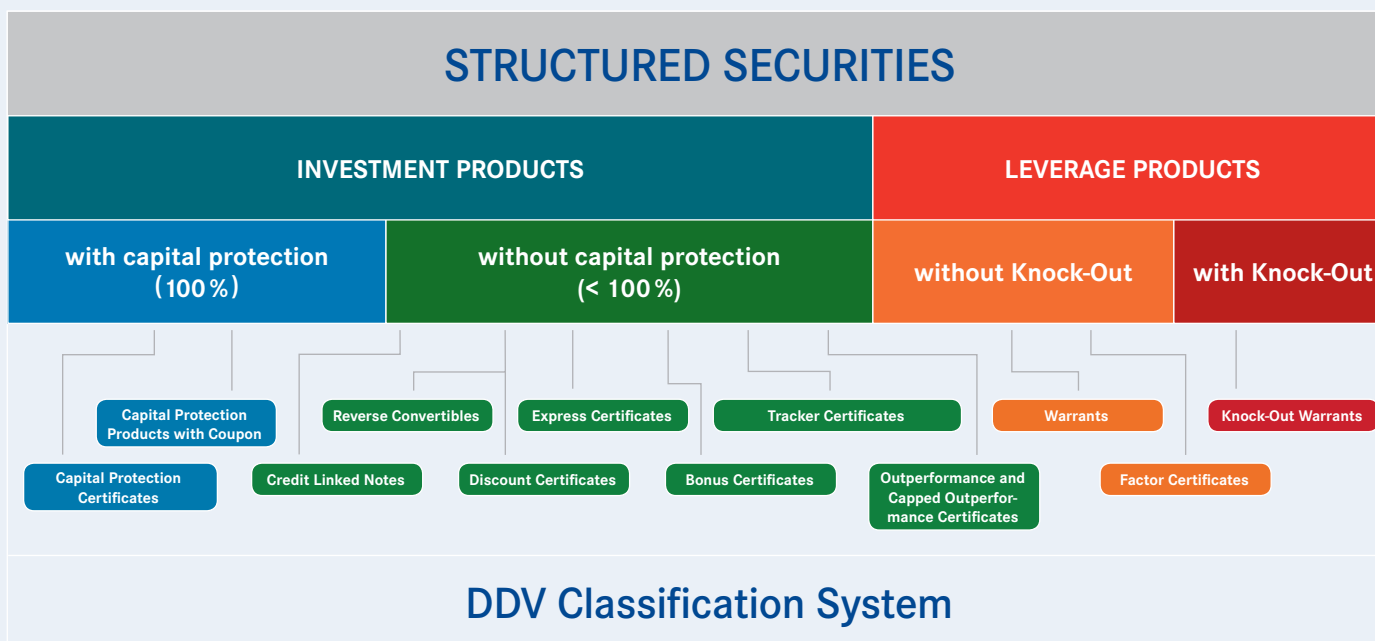 STRUCTURED SECURITIES
INVESTMENT PRODUCTS
LEVERAGE PRODUCTS
with capital protection
(100 %)
without capital protection
(< 100 %)
without Knock-Out
with Knock-Out
Capital Protection
Products with Coupon
Reverse Convertibles
Express Certificates
Tracker Certificates
Warrants
Knock-Out Warrants
Capital Protection
Certificates
Credit Linked Notes
Discount Certificates
Bonus Certificates
Outperformance and
Capped Outperfor-
mance Certificates
Factor Certificates
DDV Classification System